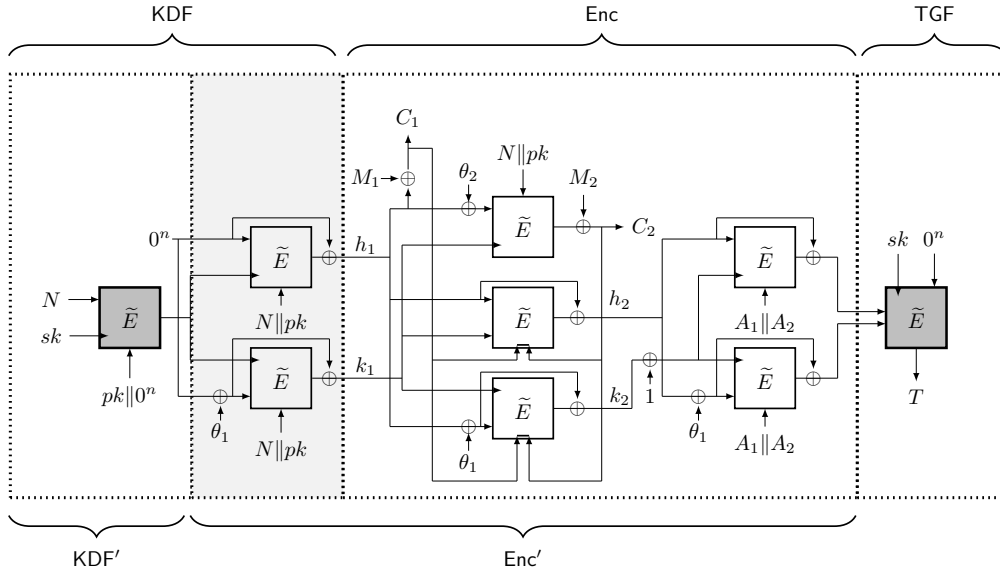 KDF
Enc
TGF
C₁
N‖pk
M₁
θ₂
M₂
Ẽ
C₂
0ⁿ
h₁
sk
0ⁿ
Ẽ
Ẽ
N
Ẽ
h₂
Ẽ
Ẽ
sk
N‖pk
A₁‖A₂
k₁
k₂
pk‖0ⁿ
Ẽ
1
Ẽ
T
Ẽ
θ₁
N‖pk
θ₁
θ₁
A₁‖A₂
KDF′
Enc′